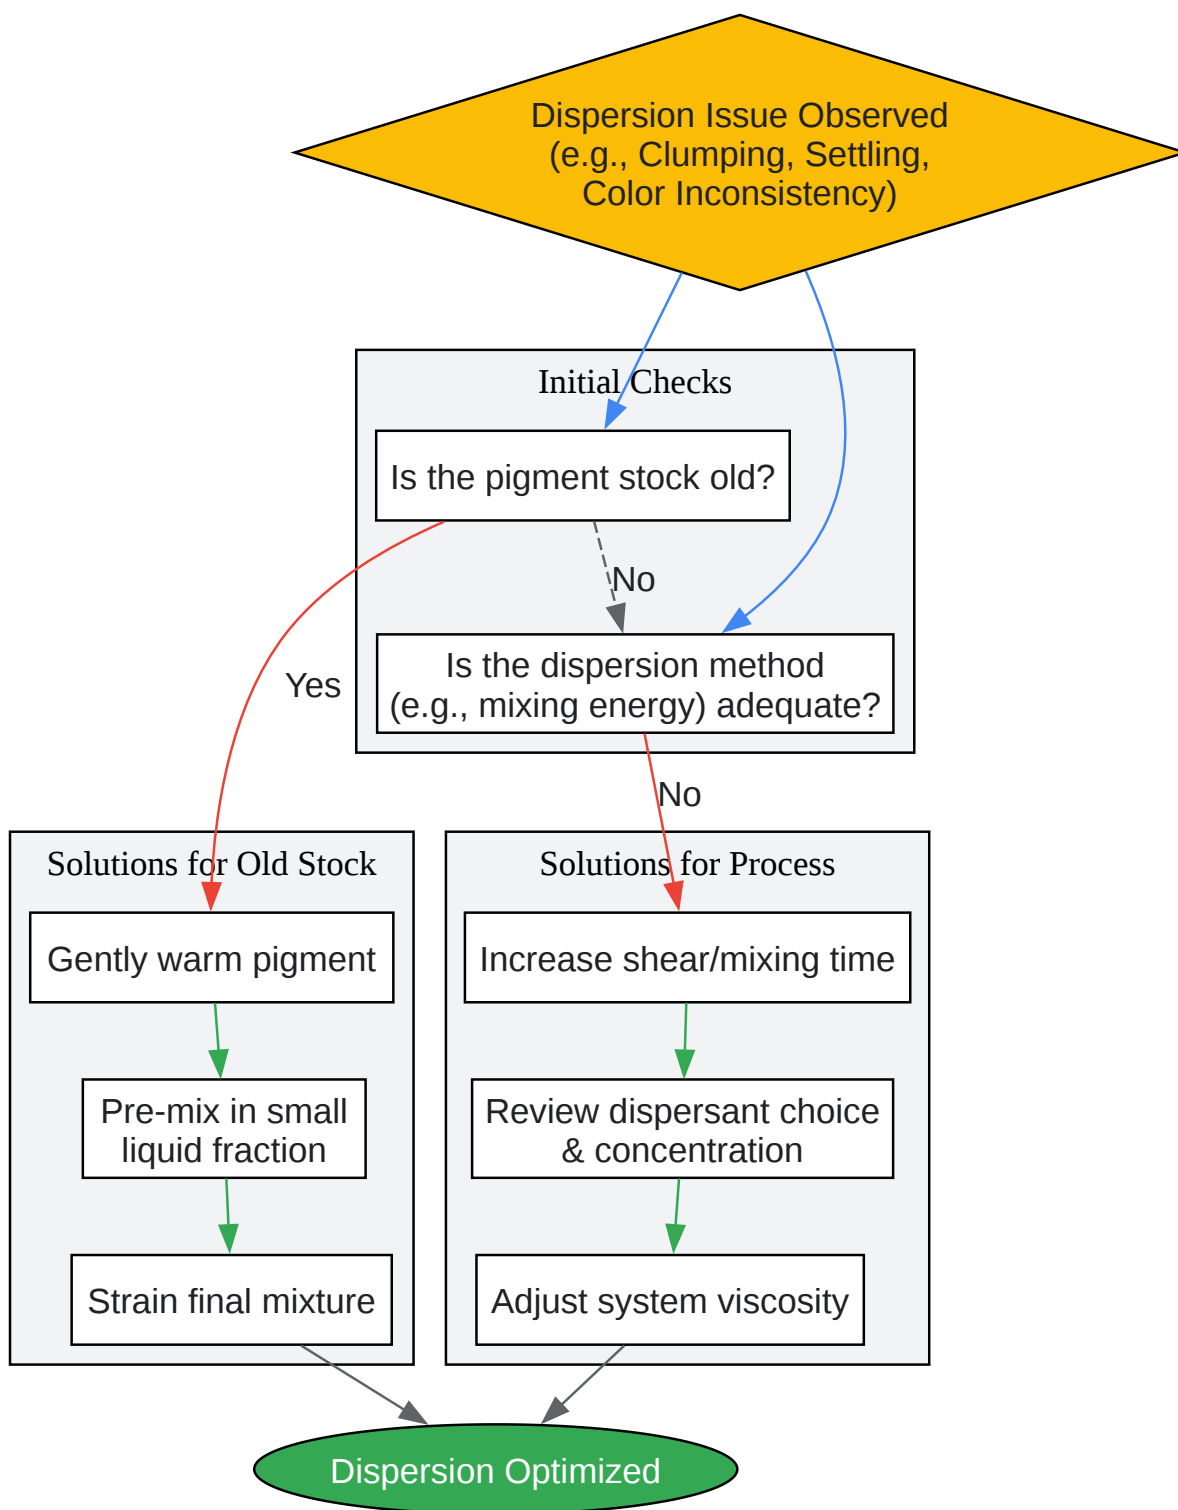 Dispersion Issue Observed
(e.g., Clumping, Settling,
Color Inconsistency)
Initial Checks
Is the pigment stock old?
No
Is the dispersion method
(e.g., mixing energy) adequate?
Yes
No
Solutions for Old Stock
Gently warm pigment
Pre-mix in small
liquid fraction
Strain final mixture
Solutions for Process
Increase shear/mixing time
Review dispersant choice
& concentration
Adjust system viscosity
Dispersion Optimized